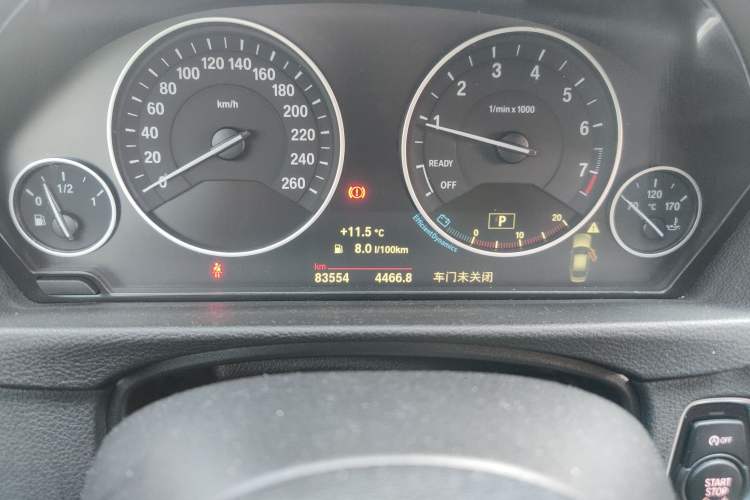 0 20 40 60 80 100 120 140 160 180 200 220 240 260
km/h
0 1/2 1
1 2 3 4 5 6 7
1/min x 1000
READY
OFF
P
0 10 20
EfficientDynamics
70 120 170
°C
+11.5 °C
8.0 l/100km
km
83554 4466.8 车门未关闭
OFF
START
STOP